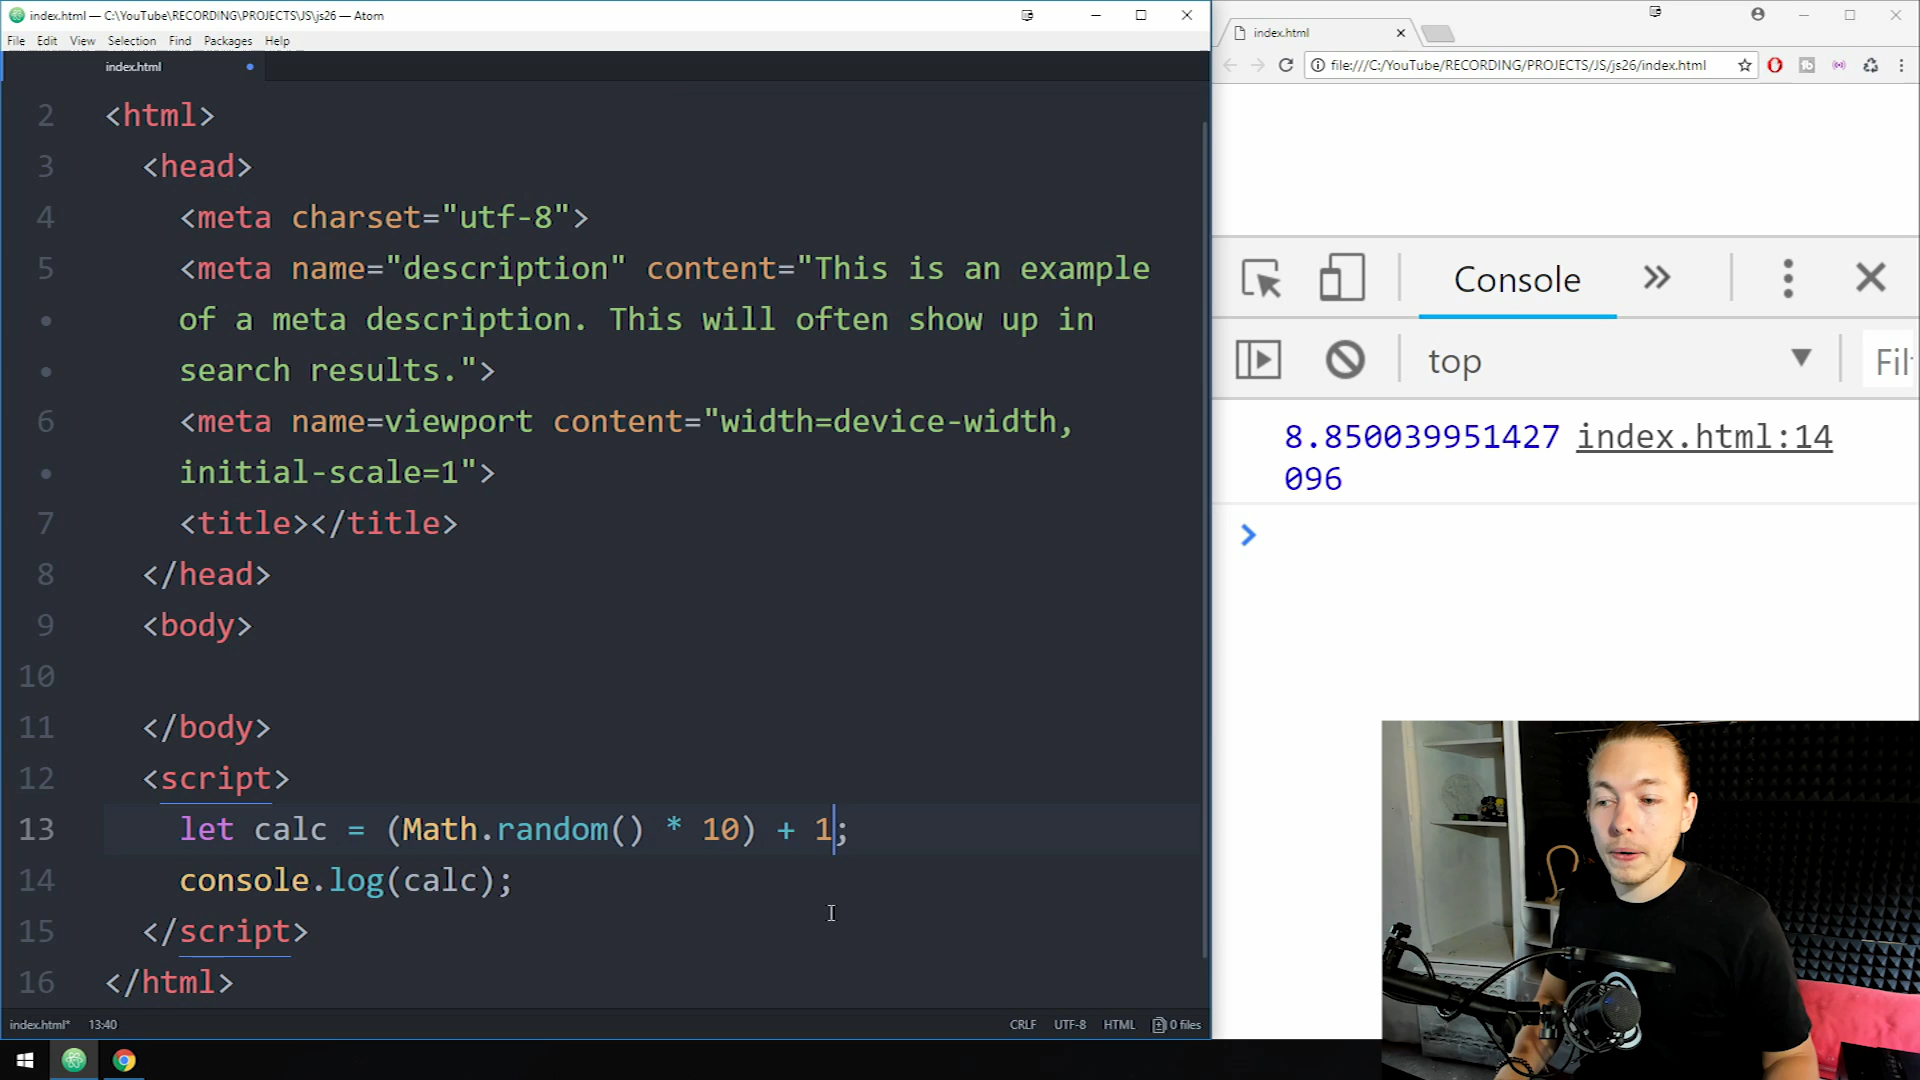 index.html — C:\YouTube\RECORDING\PROJECTS\JS\js26 — Atom
File Edit View Selection Find Packages Help
index.html
2 <html>
3 <head>
4 <meta charset="utf-8">
5 <meta name="description" content="This is an example
• of a meta description. This will often show up in
• search results.">
6 <meta name=viewport content="width=device-width,
• initial-scale=1">
7 <title></title>
8 </head>
9 <body>
10
11 </body>
12 <script>
13 let calc = (Math.random() * 10) + 1;
14 console.log(calc);
15 </script>
16 </html>
index.html* 13:40 CRLF UTF-8 HTML 0 files
index.html
file:///C:/YouTube/RECORDING/PROJECTS/JS/js26/index.html
Console
top Fil
8.850039951427 index.html:14
096